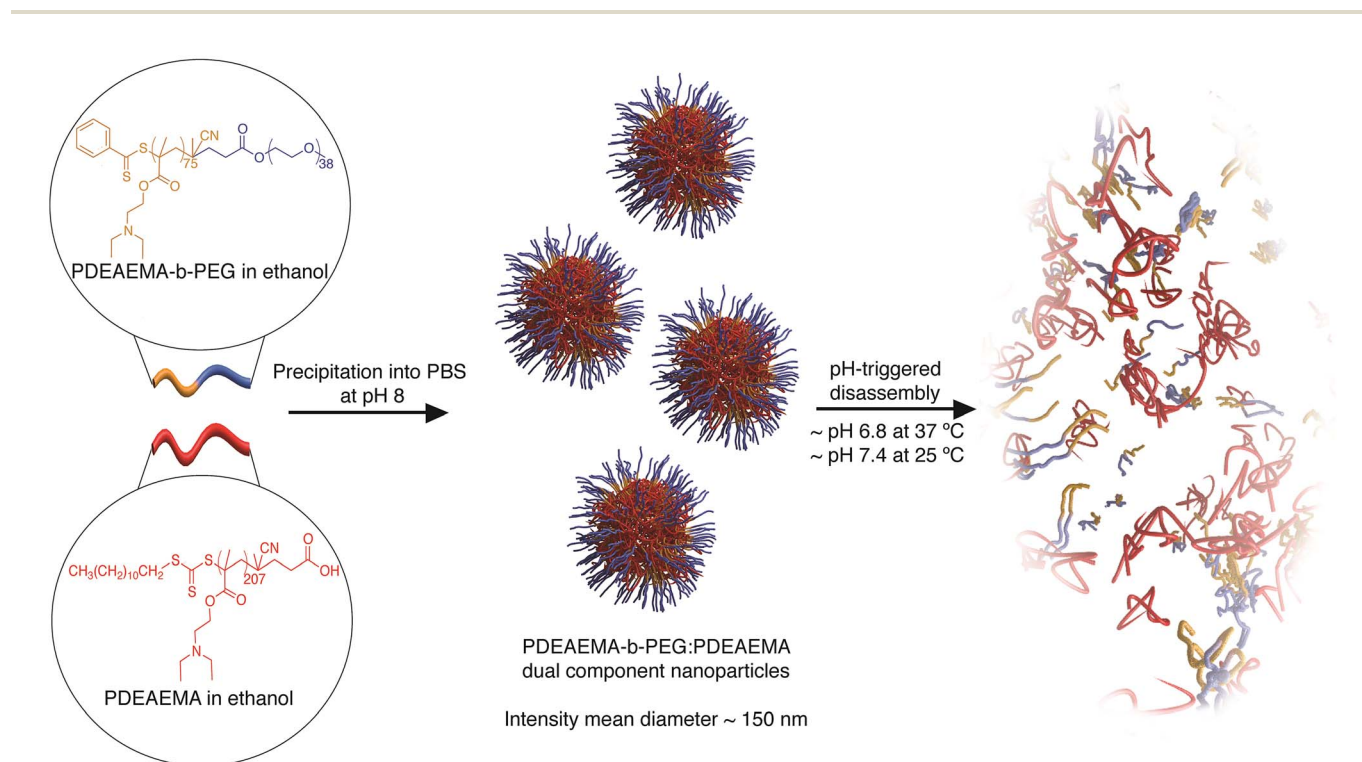 CN
O
S
75
O
O
38
S
O
O
N
PDEAEMA-b-PEG in ethanol
Precipitation into PBS
at pH 8
S
S
CN
O
CH3(CH2)10CH2
207
OH
S
O
O
N
PDEAEMA in ethanol
PDEAEMA-b-PEG:PDEAEMA
dual component nanoparticles
Intensity mean diameter ~ 150 nm
pH-triggered
disassembly
~ pH 6.8 at 37 ºC
~ pH 7.4 at 25 ºC